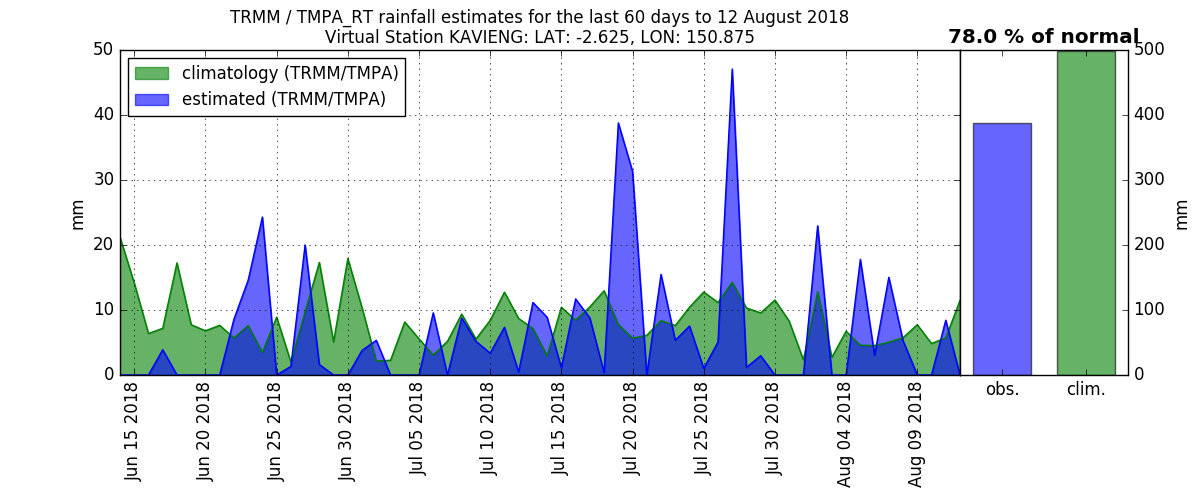 TRMM / TMPA_RT rainfall estimates for the last 60 days to 12 August 2018
Virtual Station KAVIENG: LAT: -2.625, LON: 150.875
78.0 % of normal
climatology (TRMM/TMPA)
estimated (TRMM/TMPA)
50
40
30
20
10
0
mm
Jun 15 2018
Jun 20 2018
Jun 25 2018
Jun 30 2018
Jul 05 2018
Jul 10 2018
Jul 15 2018
Jul 20 2018
Jul 25 2018
Jul 30 2018
Aug 04 2018
Aug 09 2018
obs.
clim.
500
400
300
200
100
0
mm